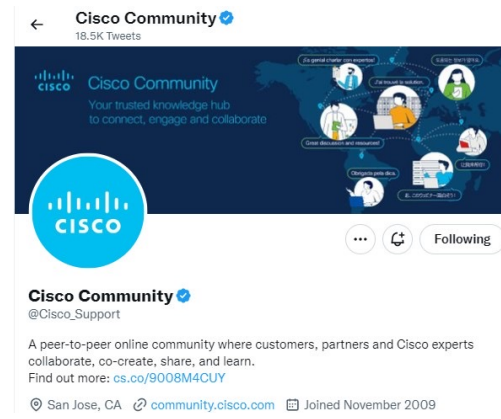 Cisco Community
18.5K Tweets
CISCO
Cisco Community
Your trusted knowledge hub
to connect, engage and collaborate
¡Es genial charlar con expertos!
J'ai trouvé la solution.
Great discussion and resources!
Obrigada pela dica.
CISCO
Following
Cisco Community
@Cisco_Support
A peer-to-peer online community where customers, partners and Cisco experts
collaborate, co-create, share, and learn.
Find out more: cs.co/9008M4CUY
San Jose, CA community.cisco.com Joined November 2009